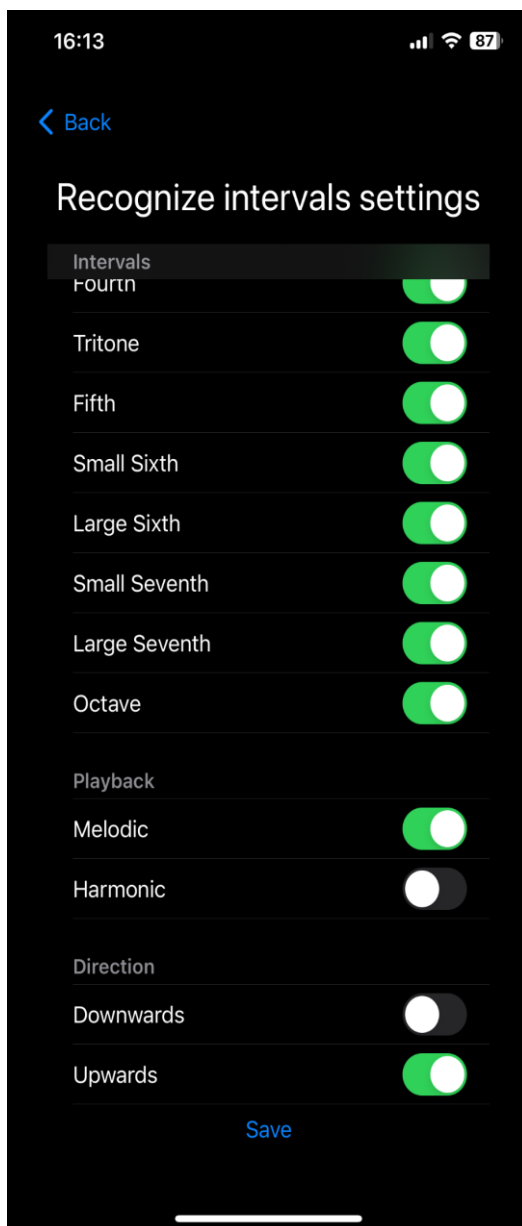 16:13
87
Back
Recognize intervals settings
Intervals
Fourth
Tritone
Fifth
Small Sixth
Large Sixth
Small Seventh
Large Seventh
Octave
Playback
Melodic
Harmonic
Direction
Downwards
Upwards
Save